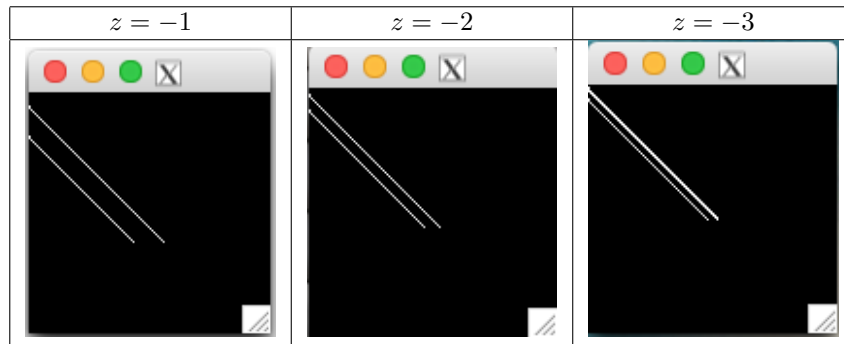 z = −1
z = −2
z = −3
X
X
X